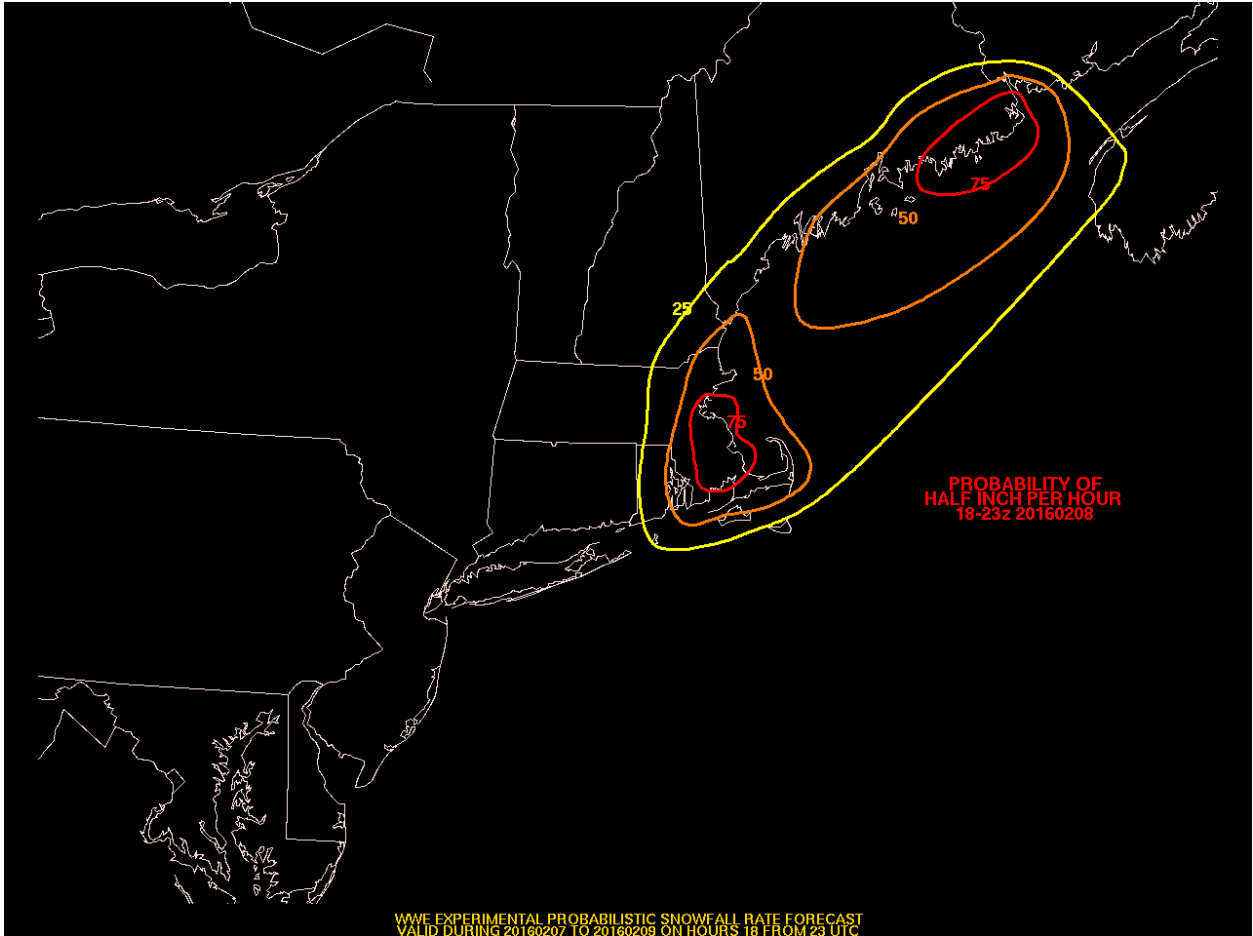 75
50
25
50
75
PROBABILITY OF
HALF INCH PER HOUR
18-23z 20160208
WWE EXPERIMENTAL PROBABILISTIC SNOWFALL RATE FORECAST
VALID DURING 20160207 TO 20160209 ON HOURS 18 FROM 23 UTC